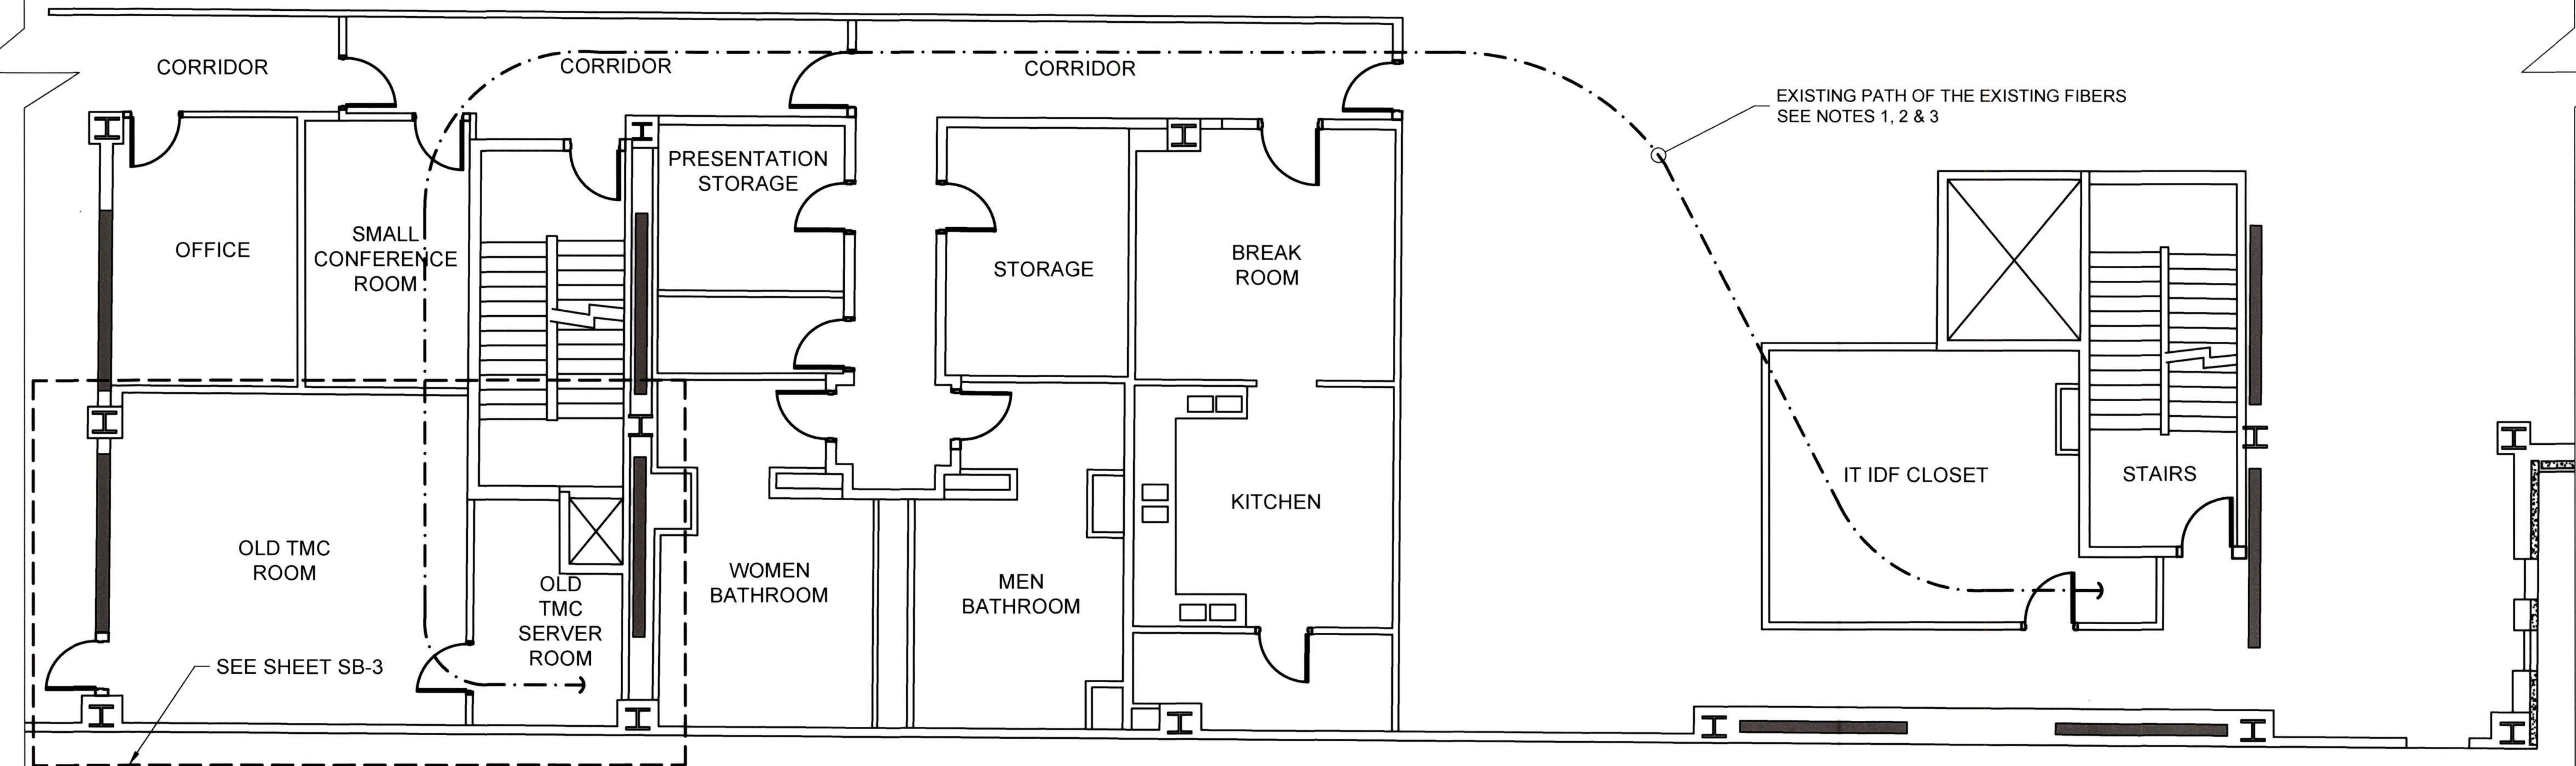 CORRIDOR
CORRIDOR
CORRIDOR
EXISTING PATH OF THE EXISTING FIBERS
SEE NOTES 1, 2 & 3
PRESENTATION
STORAGE
OFFICE
SMALL
CONFERENCE
ROOM
STORAGE
BREAK
ROOM
IT IDF CLOSET
STAIRS
KITCHEN
OLD TMC
ROOM
OLD
TMC
SERVER
ROOM
WOMEN
BATHROOM
MEN
BATHROOM
SEE SHEET SB-3